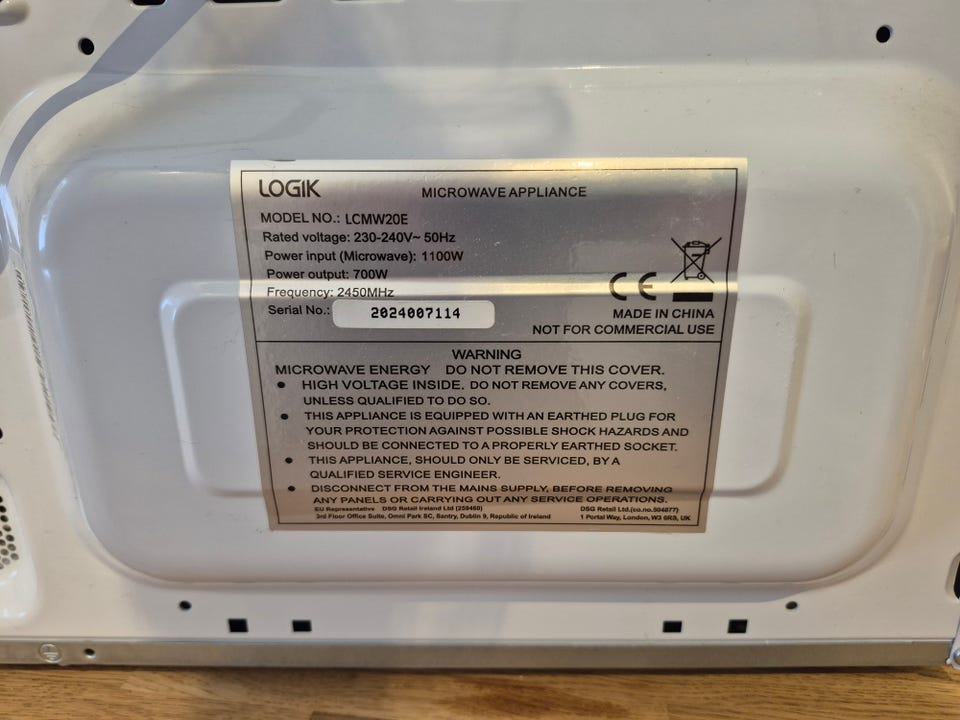 LOGIK
MICROWAVE APPLIANCE
MODEL NO.: LCMW20E
Rated voltage: 230-240V~ 50Hz
Power input (Microwave): 1100W
Power output: 700W
Frequency: 2450MHz
Serial No.: 2024007114
CE
MADE IN CHINA
NOT FOR COMMERCIAL USE
WARNING
MICROWAVE ENERGY DO NOT REMOVE THIS COVER.
● HIGH VOLTAGE INSIDE. DO NOT REMOVE ANY COVERS,
UNLESS QUALIFIED TO DO SO.
● THIS APPLIANCE IS EQUIPPED WITH AN EARTHED PLUG FOR
YOUR PROTECTION AGAINST POSSIBLE SHOCK HAZARDS AND
SHOULD BE CONNECTED TO A PROPERLY EARTHED SOCKET.
● THIS APPLIANCE, SHOULD ONLY BE SERVICED, BY A
QUALIFIED SERVICE ENGINEER.
● DISCONNECT FROM THE MAINS SUPPLY, BEFORE REMOVING
ANY PANELS OR CARRYING OUT ANY SERVICE OPERATIONS.
EU Representative DSG Retail Ireland Ltd (259460)
3rd Floor Office Suite, Omni Park SC, Santry, Dublin 9, Republic of Ireland
DSG Retail Ltd.(co.no.504877)
1 Portal Way, London, W3 6RS, UK